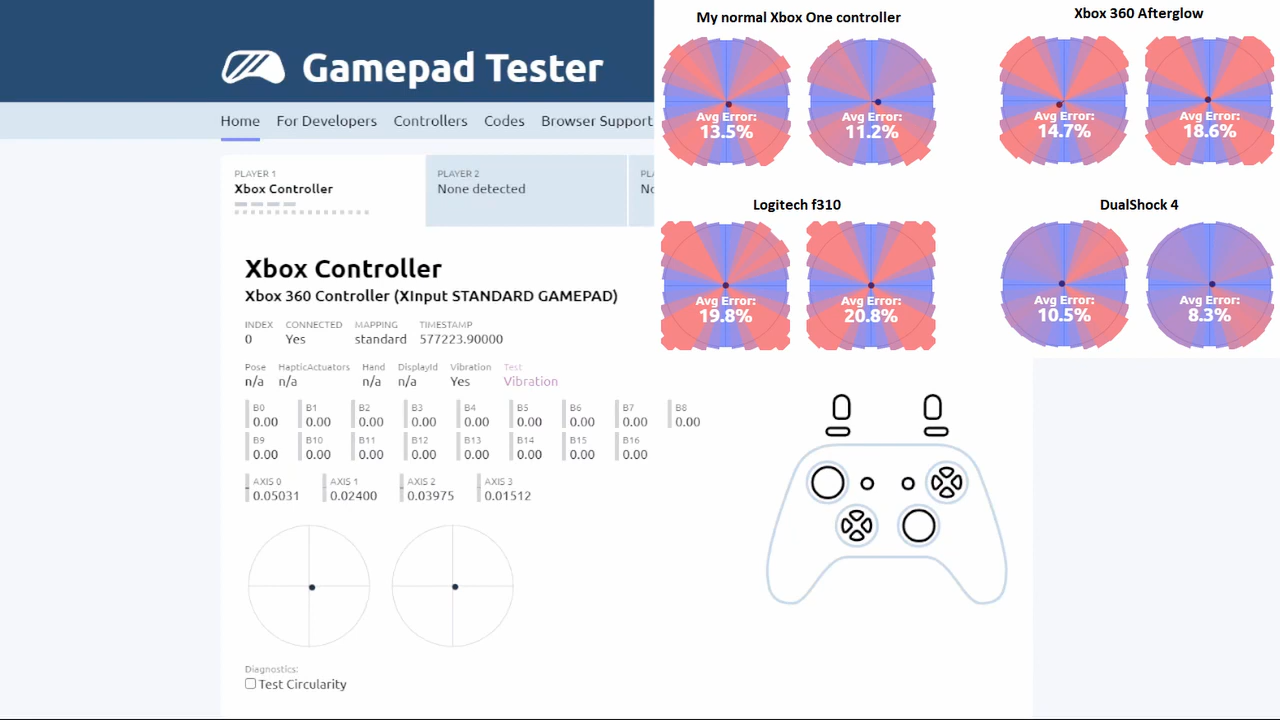 Gamepad Tester
Home For Developers Controllers Codes Browser Support
PLAYER 1
Xbox Controller
PLAYER 2
None detected
Xbox Controller
Xbox 360 Controller (XInput STANDARD GAMEPAD)
INDEX CONNECTED MAPPING TIMESTAMP
0 Yes standard 577223.90000
Pose HapticActuators Hand DisplayId Vibration Test
n/a n/a n/a n/a Yes Vibration
B0 B1 B2 B3 B4 B5 B6 B7 B8
0.00 0.00 0.00 0.00 0.00 0.00 0.00 0.00 0.00
B9 B10 B11 B12 B13 B14 B15 B16
0.00 0.00 0.00 0.00 0.00 0.00 0.00 0.00
AXIS 0 AXIS 1 AXIS 2 AXIS 3
0.05031 0.02400 0.03975 0.01512
Diagnostics:
Test Circularity
My normal Xbox One controller
Avg Error: Avg Error:
13.5% 11.2%
Xbox 360 Afterglow
Avg Error: Avg Error:
14.7% 18.6%
Logitech f310
Avg Error: Avg Error:
19.8% 20.8%
DualShock 4
Avg Error: Avg Error:
10.5% 8.3%